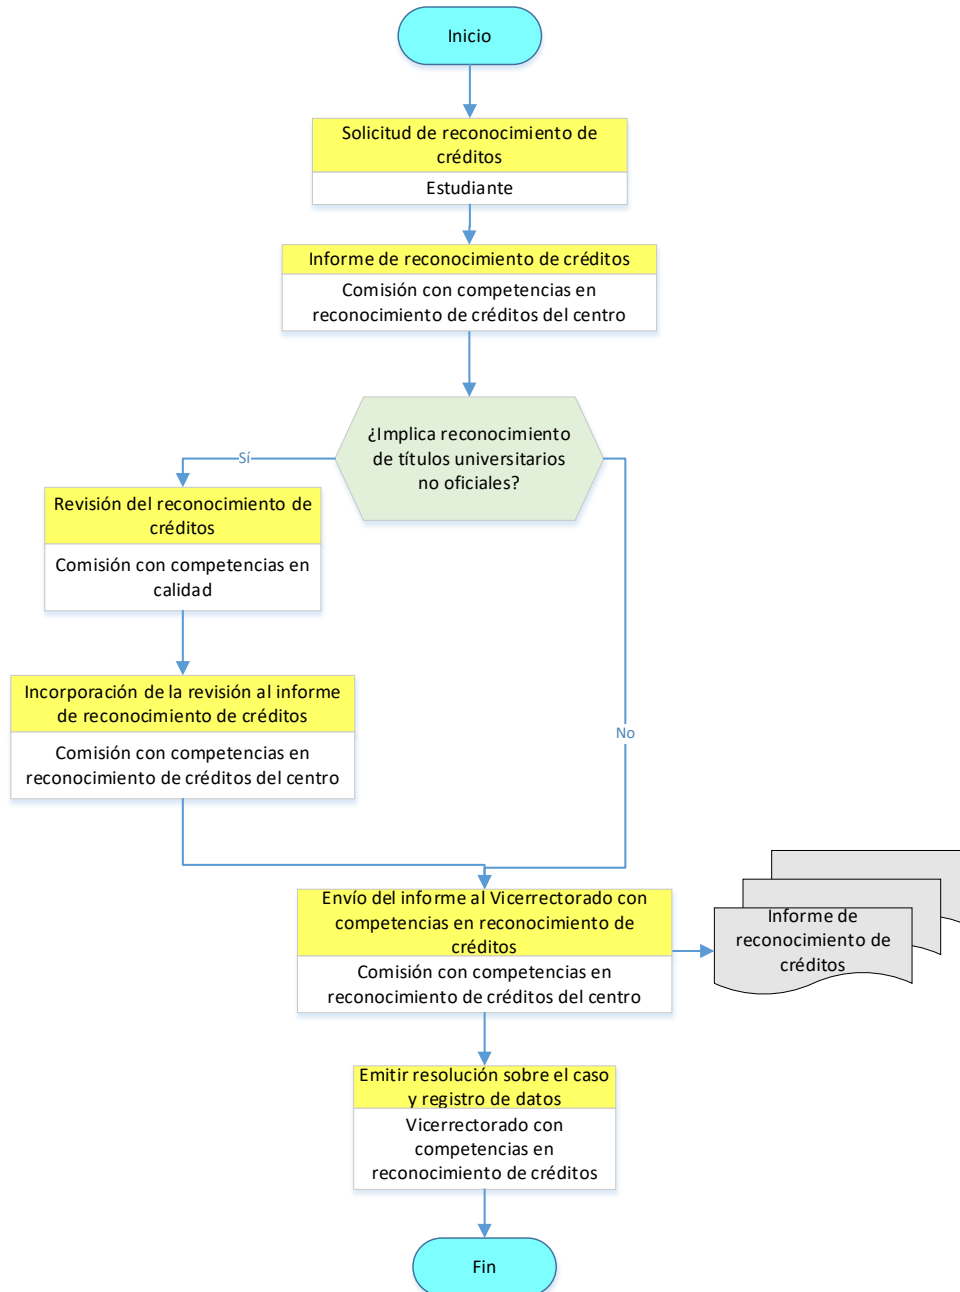 Inicio
Solicitud de reconocimiento de
créditos
Estudiante
Informe de reconocimiento de créditos
Comisión con competencias en
reconocimiento de créditos del centro
¿Implica reconocimiento
de títulos universitarios
no oficiales?
Sí
Revisión del reconocimiento de
créditos
Comisión con competencias en
calidad
Incorporación de la revisión al informe
de reconocimiento de créditos
Comisión con competencias en
reconocimiento de créditos del centro
No
Envío del informe al Vicerrectorado con
competencias en reconocimiento de
créditos
Comisión con competencias en
reconocimiento de créditos del centro
Informe de
reconocimiento de
créditos
Emitir resolución sobre el caso
y registro de datos
Vicerrectorado con
competencias en
reconocimiento de créditos
Fin